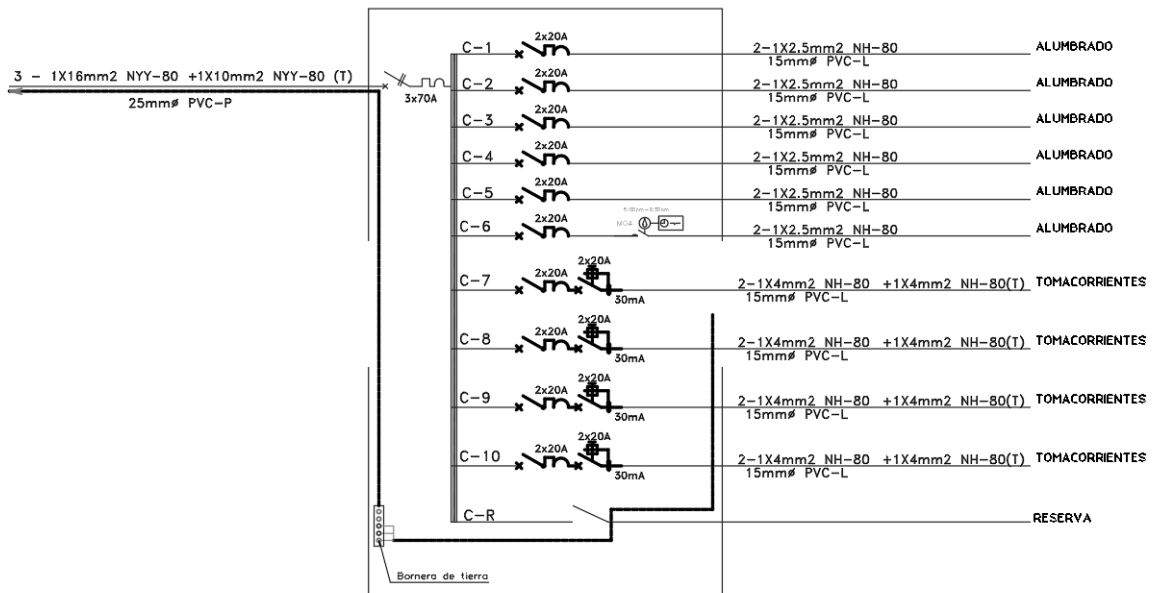 C-1 2x20A 2-1X2.5mm2 NH-80 ALUMBRADO
15mmø PVC-L
3 - 1X16mm2 NYY-80 +1X10mm2 NYY-80 (T)
25mmø PVC-P
3x70A
C-2 2x20A 2-1X2.5mm2 NH-80 ALUMBRADO
15mmø PVC-L
C-3 2x20A 2-1X2.5mm2 NH-80 ALUMBRADO
15mmø PVC-L
C-4 2x20A 2-1X2.5mm2 NH-80 ALUMBRADO
15mmø PVC-L
C-5 2x20A 2-1X2.5mm2 NH-80 ALUMBRADO
15mmø PVC-L
C-6 2x20A 2-1X2.5mm2 NH-80 ALUMBRADO
15mmø PVC-L
C-7 2x20A 2x20A 30mA 2-1X4mm2 NH-80 +1X4mm2 NH-80(T) TOMACORRIENTES
15mmø PVC-L
C-8 2x20A 2x20A 30mA 2-1X4mm2 NH-80 +1X4mm2 NH-80(T) TOMACORRIENTES
15mmø PVC-L
C-9 2x20A 2x20A 30mA 2-1X4mm2 NH-80 +1X4mm2 NH-80(T) TOMACORRIENTES
15mmø PVC-L
C-10 2x20A 2x20A 30mA 2-1X4mm2 NH-80 +1X4mm2 NH-80(T) TOMACORRIENTES
15mmø PVC-L
C-R RESERVA
Bornera de tierra